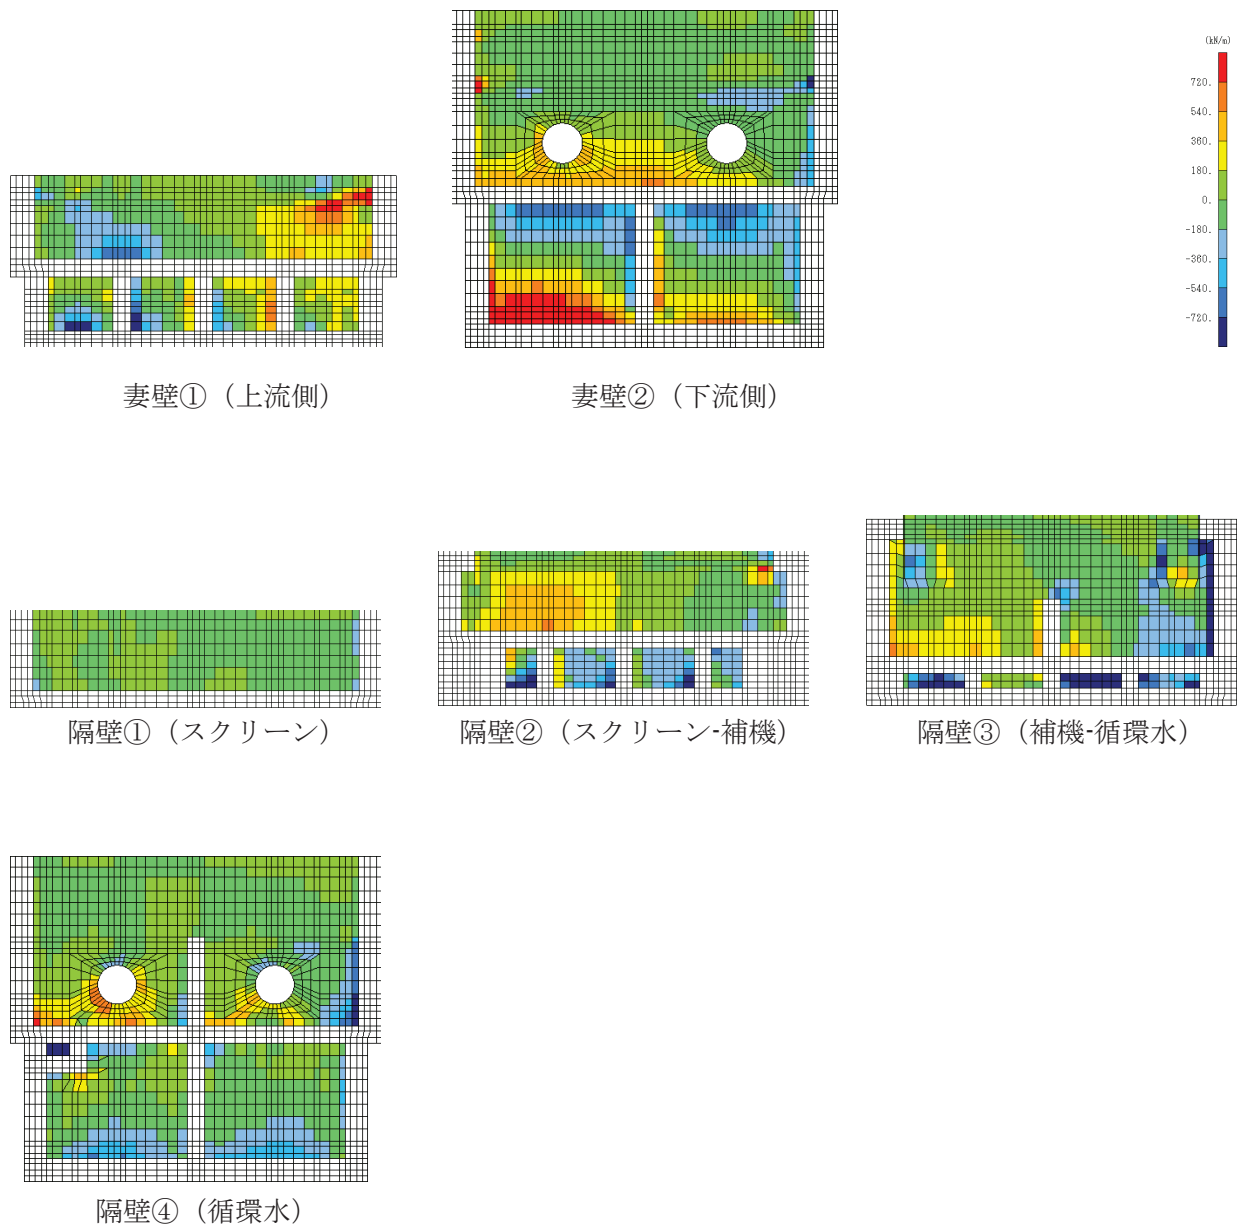 (kN/m)
720.
540.
360.
180.
0.
-180.
-360.
-540.
-720.
妻壁①（上流側）
妻壁②（下流側）
隔壁①（スクリーン）
隔壁②（スクリーン-補機）
隔壁③（補機-循環水）
隔壁④（循環水）